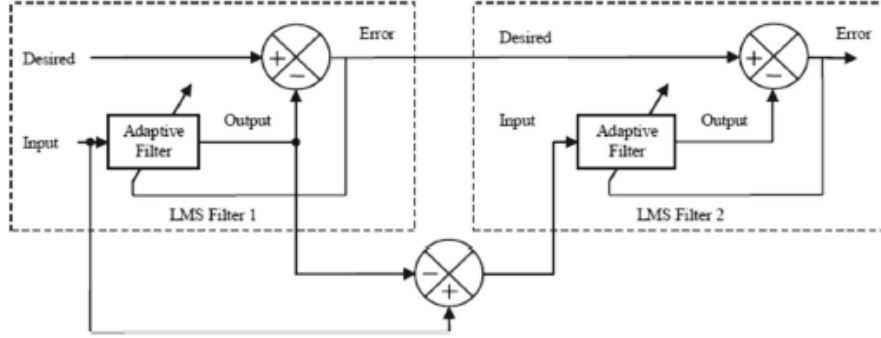 Error
Error
Desired
+
−
Desired
+
−
Input
Adaptive
Filter
Output
Input
Adaptive
Filter
Output
LMS Filter 1
LMS Filter 2
−
+